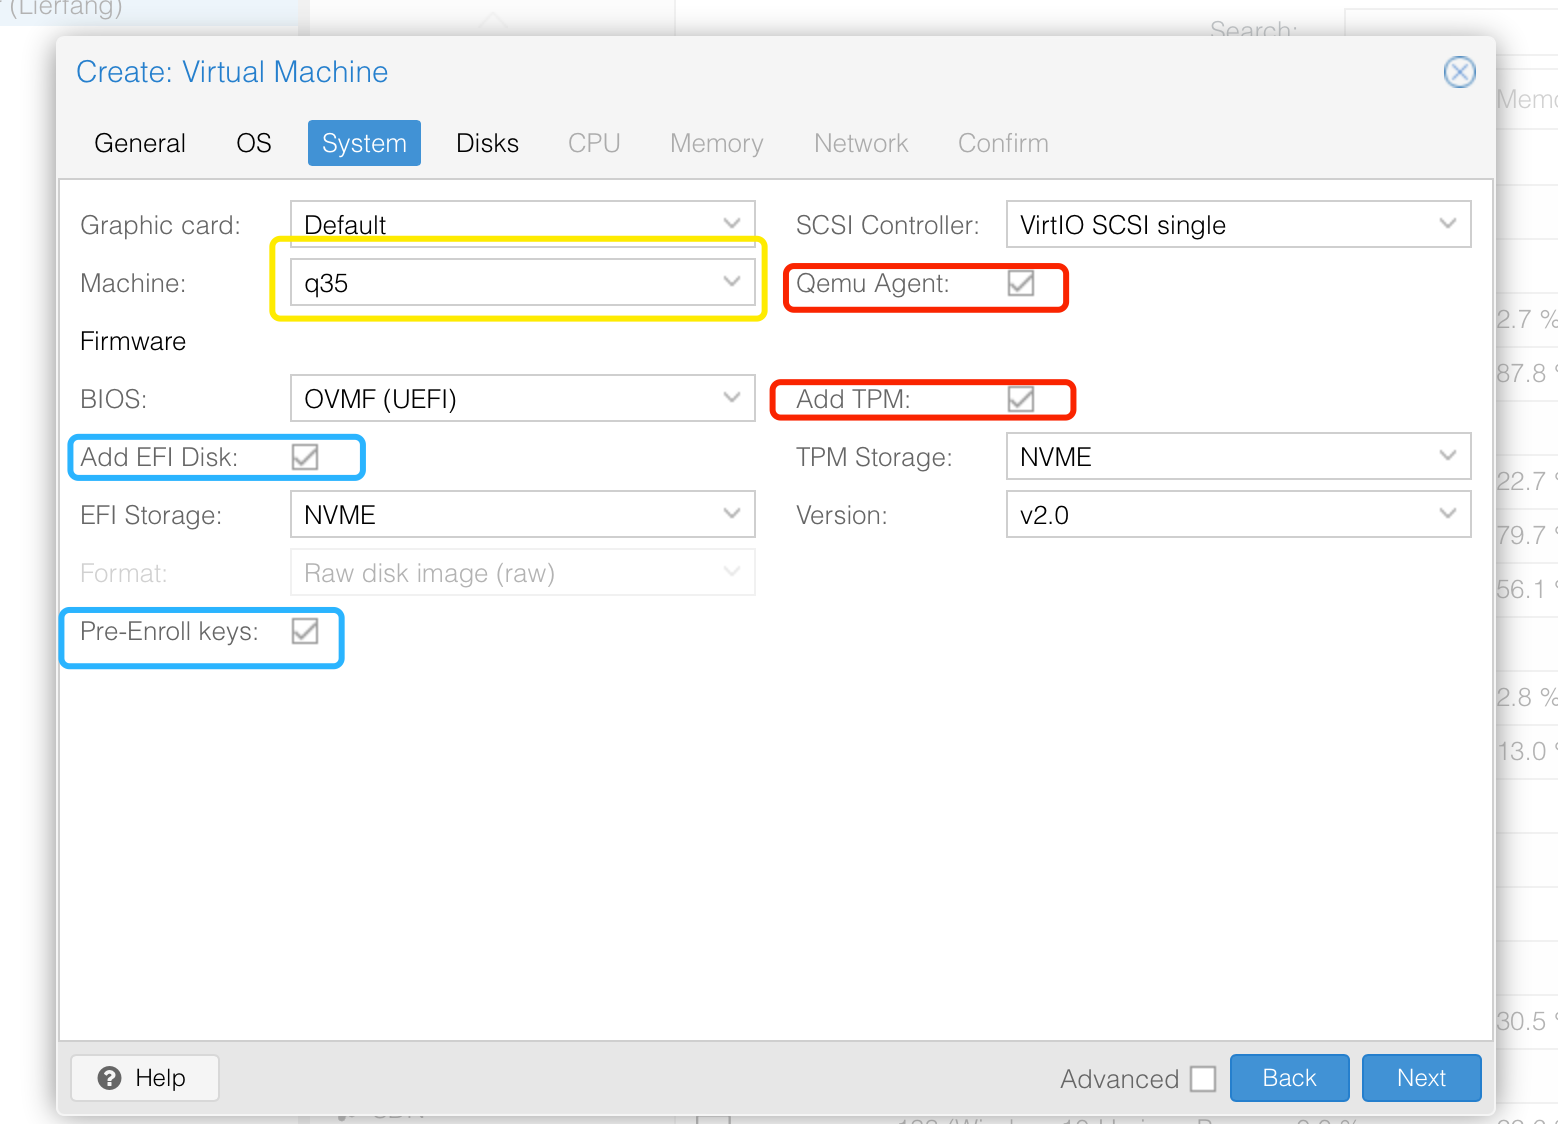 (Lierfang)
Search:
Create: Virtual Machine
General OS System Disks CPU Memory Network Confirm
Graphic card: Default SCSI Controller: VirtIO SCSI single
Machine: q35 Qemu Agent:
Firmware
BIOS: OVMF (UEFI) Add TPM:
Add EFI Disk: TPM Storage: NVME
EFI Storage: NVME Version: v2.0
Format: Raw disk image (raw)
Pre-Enroll keys:
2.7 %
87.8
22.7
79.7
56.1
2.8 %
13.0
30.5
Help Advanced Back Next